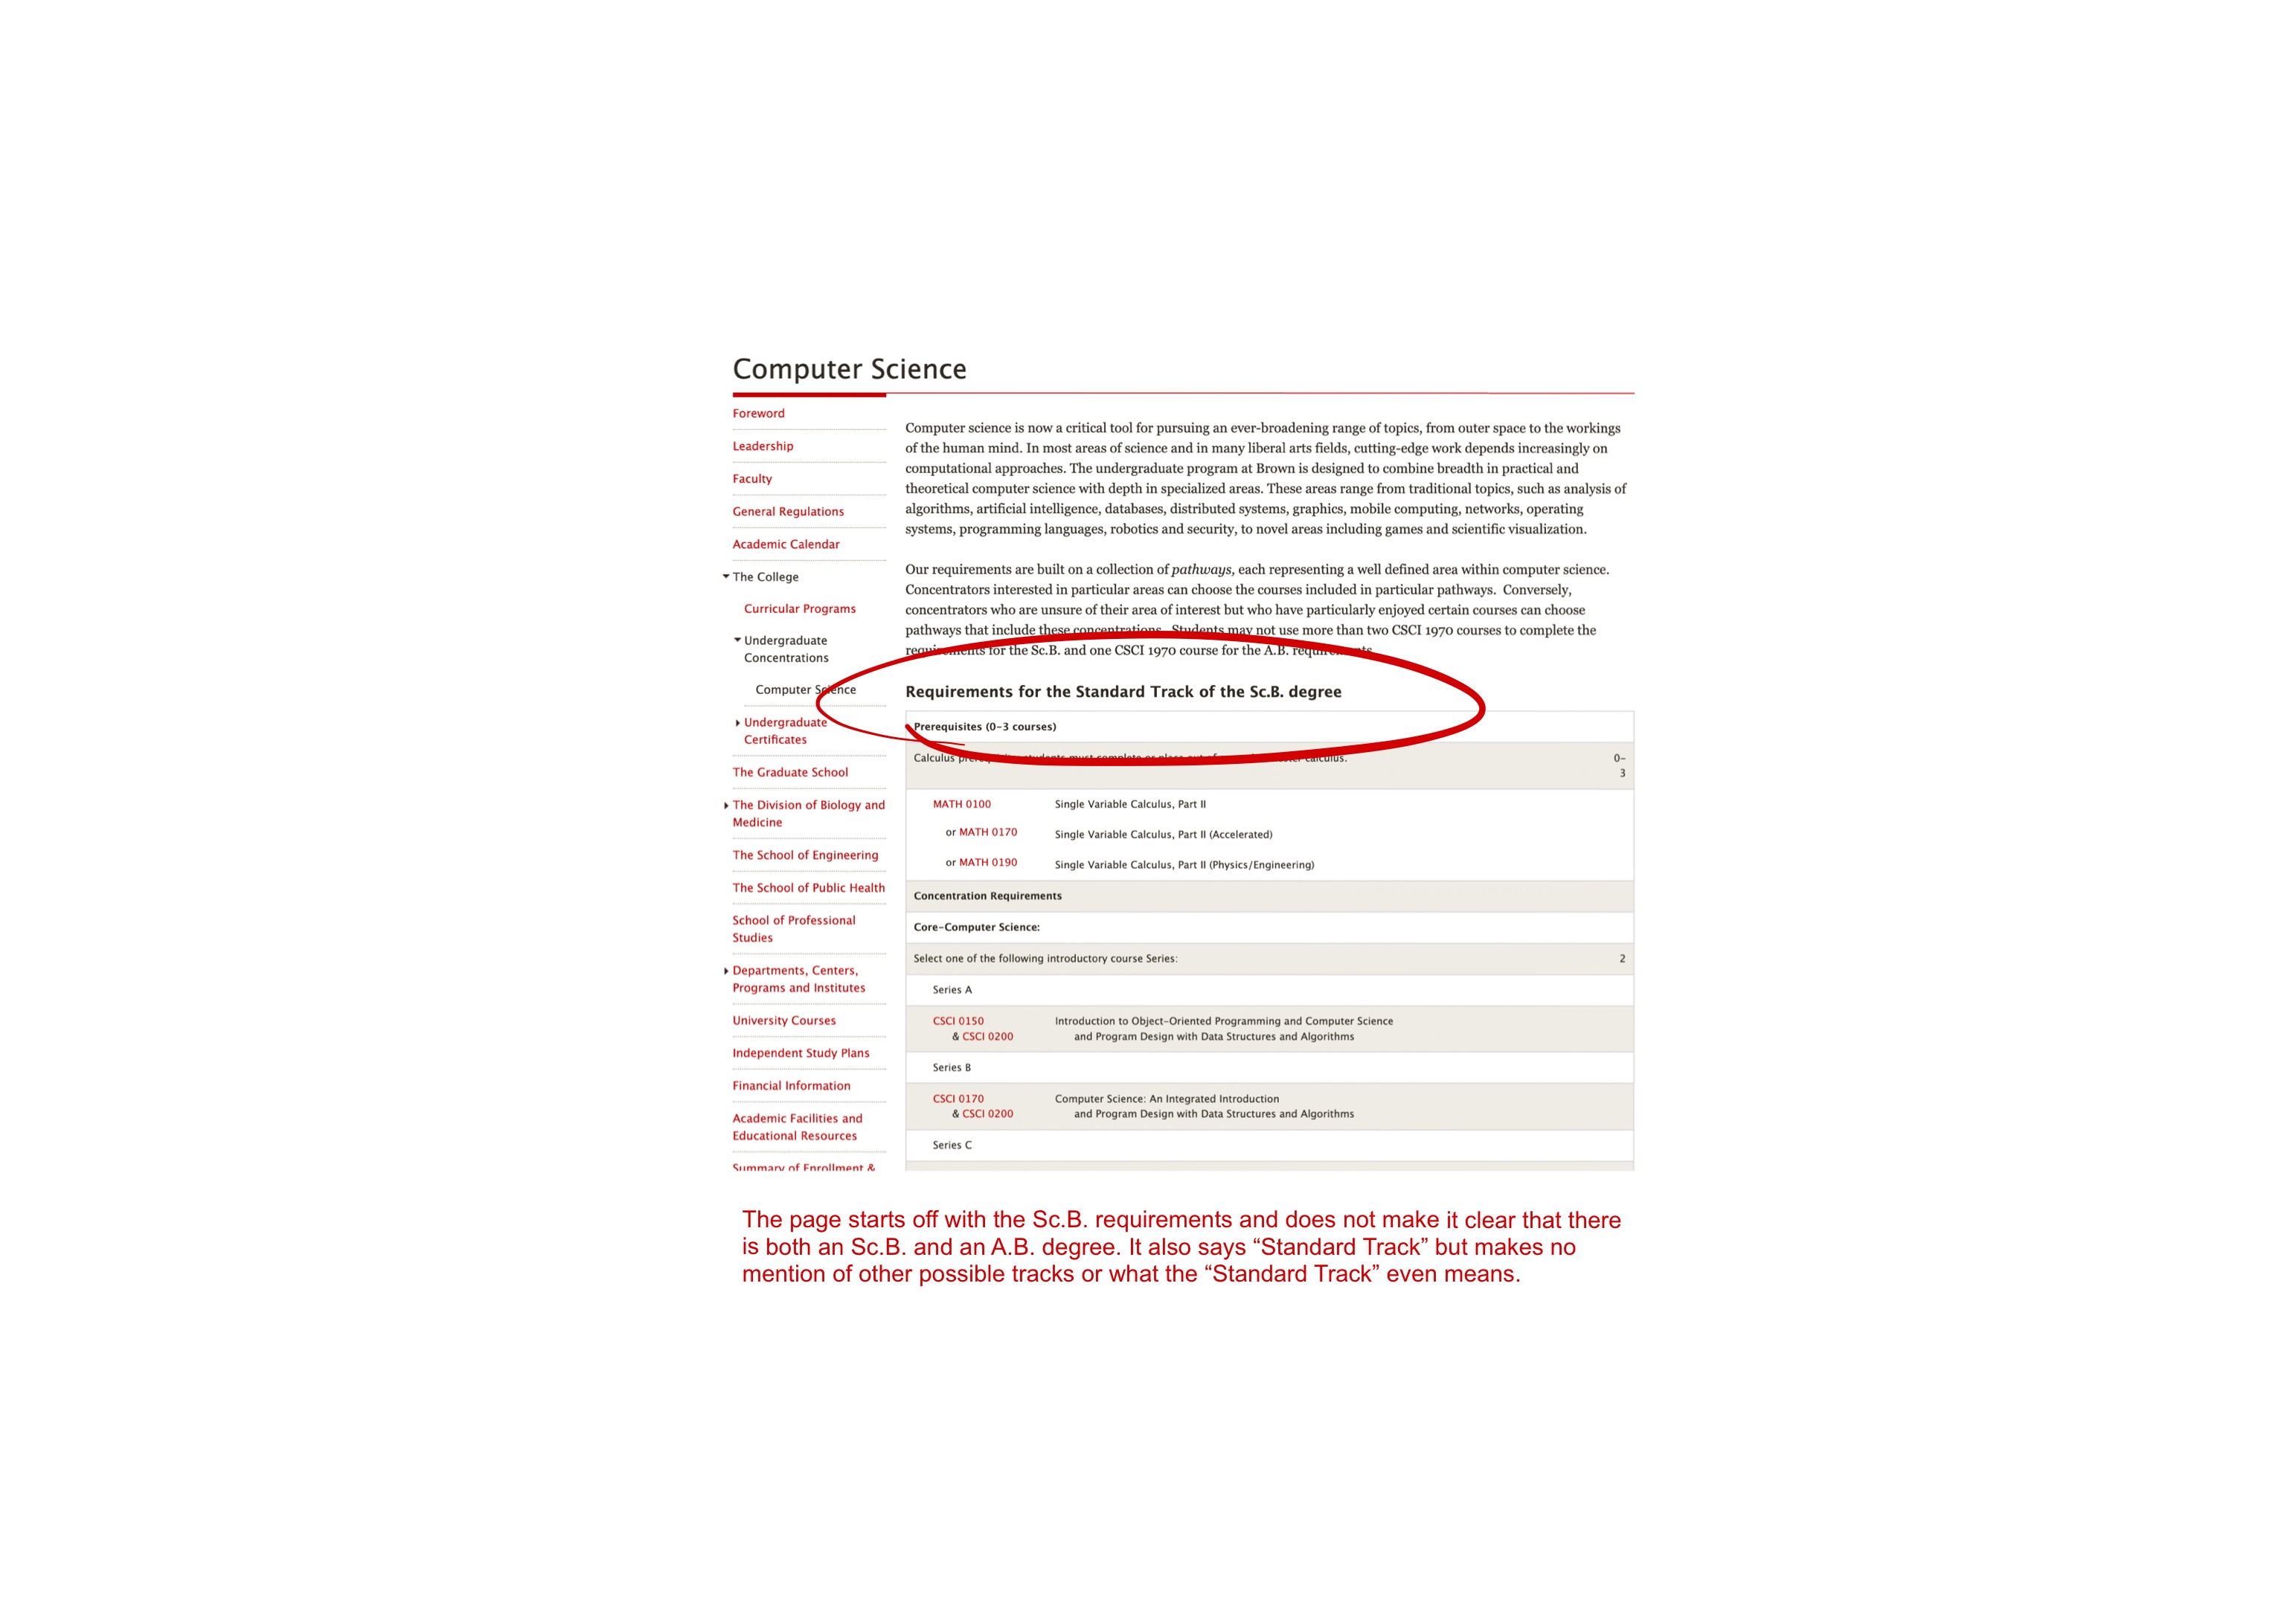 Computer Science
Foreword
Leadership
Faculty
General Regulations
Academic Calendar
The College
Curricular Programs
Undergraduate
Concentrations
Computer Science
Undergraduate
Certificates
The Graduate School
The Division of Biology and
Medicine
The School of Engineering
The School of Public Health
School of Professional
Studies
Departments, Centers,
Programs and Institutes
University Courses
Independent Study Plans
Financial Information
Academic Facilities and
Educational Resources
Summary of Enrollment &
Computer science is now a critical tool for pursuing an ever-broadening range of topics, from outer space to the workings
of the human mind. In most areas of science and in many liberal arts fields, cutting-edge work depends increasingly on
computational approaches. The undergraduate program at Brown is designed to combine breadth in practical and
theoretical computer science with depth in specialized areas. These areas range from traditional topics, such as analysis of
algorithms, artificial intelligence, databases, distributed systems, graphics, mobile computing, networks, operating
systems, programming languages, robotics and security, to novel areas including games and scientific visualization.
Our requirements are built on a collection of pathways, each representing a well defined area within computer science.
Concentrators interested in particular areas can choose the courses included in particular pathways. Conversely,
concentrators who are unsure of their area of interest but who have particularly enjoyed certain courses can choose
pathways that include these concentrations. Students may not use more than two CSCI 1970 courses to complete the
requirements for the Sc.B. and one CSCI 1970 course for the A.B. requirements.
Requirements for the Standard Track of the Sc.B. degree
Prerequisites (0-3 courses)
Calculus prerequisite: students must complete or place out of calculus. 0-
3
MATH 0100 Single Variable Calculus, Part II
or MATH 0170 Single Variable Calculus, Part II (Accelerated)
or MATH 0190 Single Variable Calculus, Part II (Physics/Engineering)
Concentration Requirements
Core-Computer Science:
Select one of the following introductory course Series: 2
Series A
CSCI 0150 Introduction to Object-Oriented Programming and Computer Science
& CSCI 0200 and Program Design with Data Structures and Algorithms
Series B
CSCI 0170 Computer Science: An Integrated Introduction
& CSCI 0200 and Program Design with Data Structures and Algorithms
Series C
The page starts off with the Sc.B. requirements and does not make it clear that there
is both an Sc.B. and an A.B. degree. It also says “Standard Track” but makes no
mention of other possible tracks or what the “Standard Track” even means.